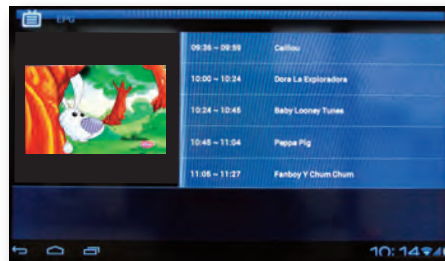 EPG
09:36 ~ 09:59 Caillou
10:00 ~ 10:24 Dora La Exploradora
10:24 ~ 10:45 Baby Looney Tunes
10:45 ~ 11:04 Peppa Pig
11:05 ~ 11:27 Fanboy Y Chum Chum
10:14